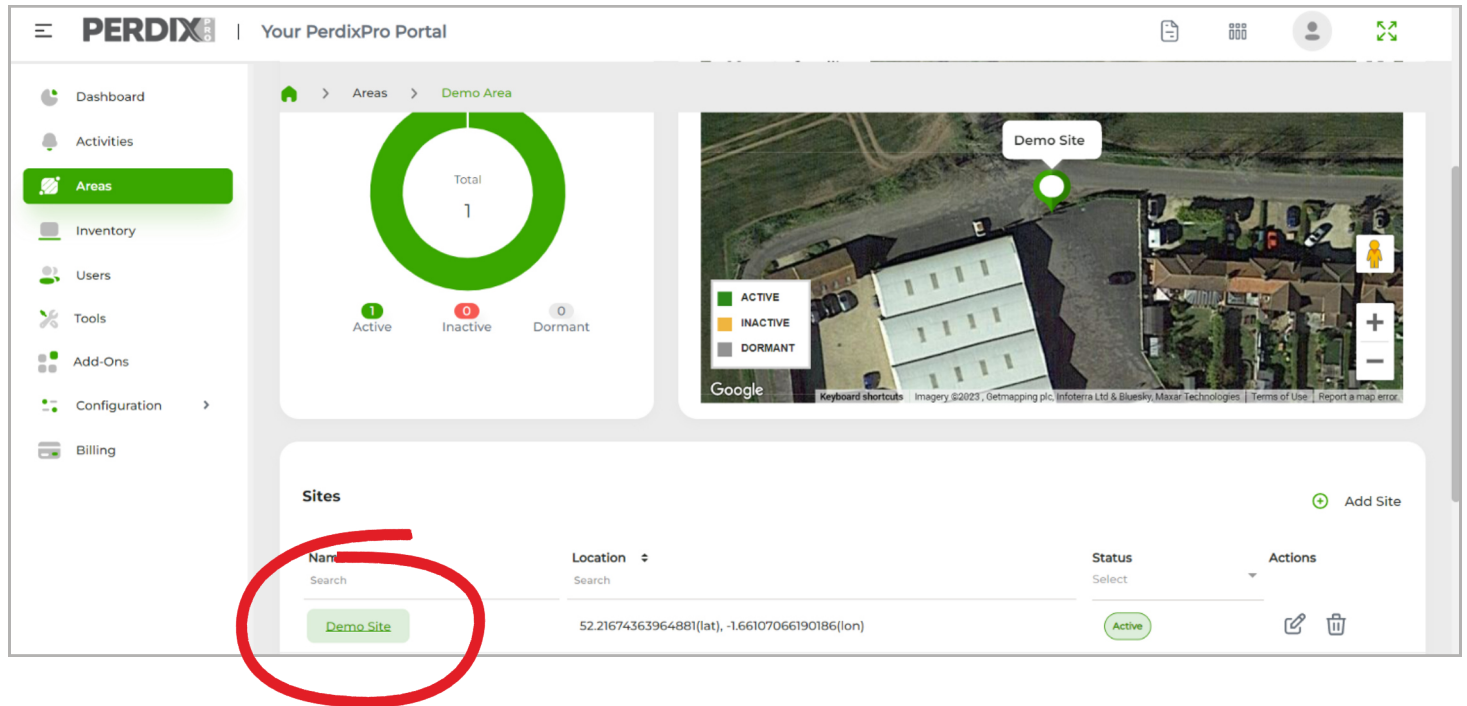 PERDIX PRO | Your PerdixPro Portal
Dashboard
Activities
Areas
Inventory
Users
Tools
Add-Ons
Configuration
Billing
Areas > Demo Area
Total
1
1 0 0
Active Inactive Dormant
Demo Site
ACTIVE
INACTIVE
DORMANT
Google
Keyboard shortcuts Imagery ©2023 , Getmapping plc, Infoterra Ltd & Bluesky, Maxar Technologies Terms of Use Report a map error
Sites
Add Site
Nam Location Status Actions
Search Search Select
Demo Site 52.21674363964881(lat), -1.66107066190186(lon) Active